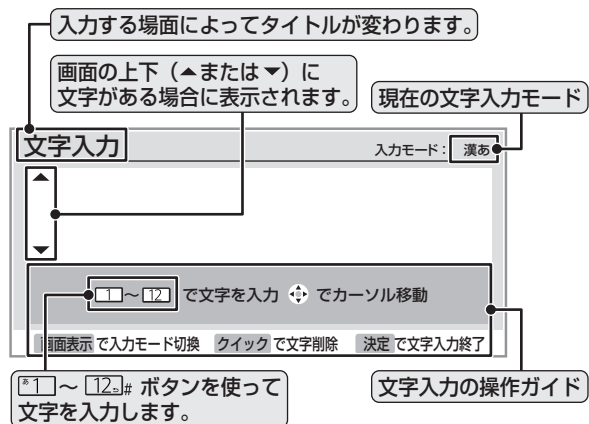 入力する場面によってタイトルが変わります。
画面の上下（▲または▼）に
文字がある場合に表示されます。
現在の文字入力モード
文字入力
入力モード： 漢あ
▲
▼
1～12 で文字を入力 でカーソル移動
画面表示 で入力モード切換 クイック で文字削除 決定 で文字入力終了
1～12# ボタンを使って
文字を入力します。
文字入力の操作ガイド